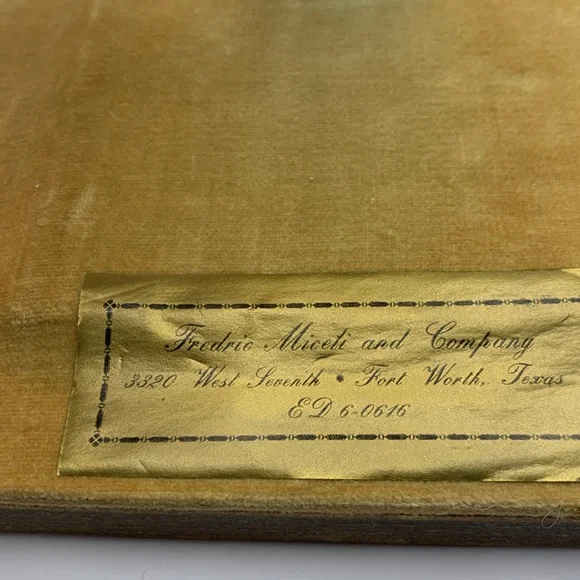 Fredric Miceli and Company
3320 West Seventh • Fort Worth, Texas
ED 6-0616